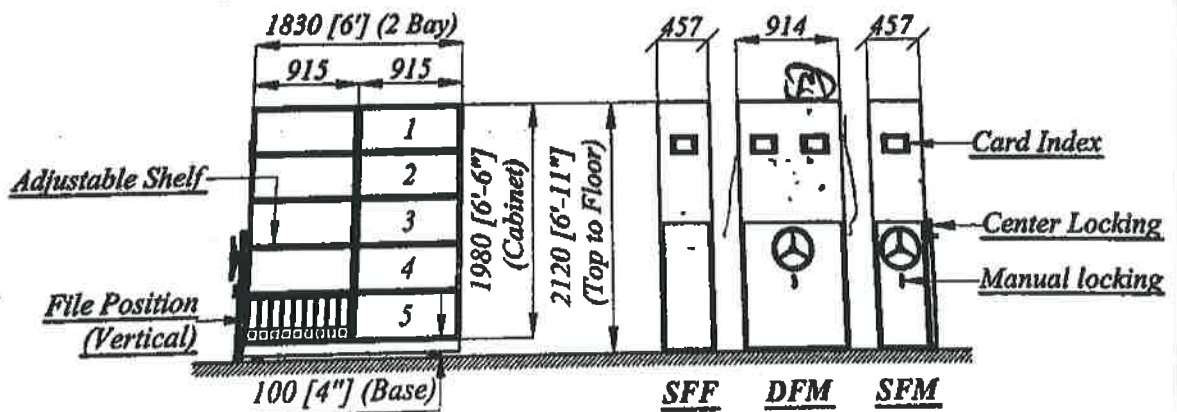 1830 [6'] (2 Bay)
915
915
457
914
457
1
2
3
4
5
Adjustable Shelf
File Position
(Vertical)
100 [4"] (Base)
1980 [6'-6"]
(Cabinet)
2120 [6'-11"]
(Top to Floor)
Card Index
Center Locking
Manual locking
SFF
DFM
SFM